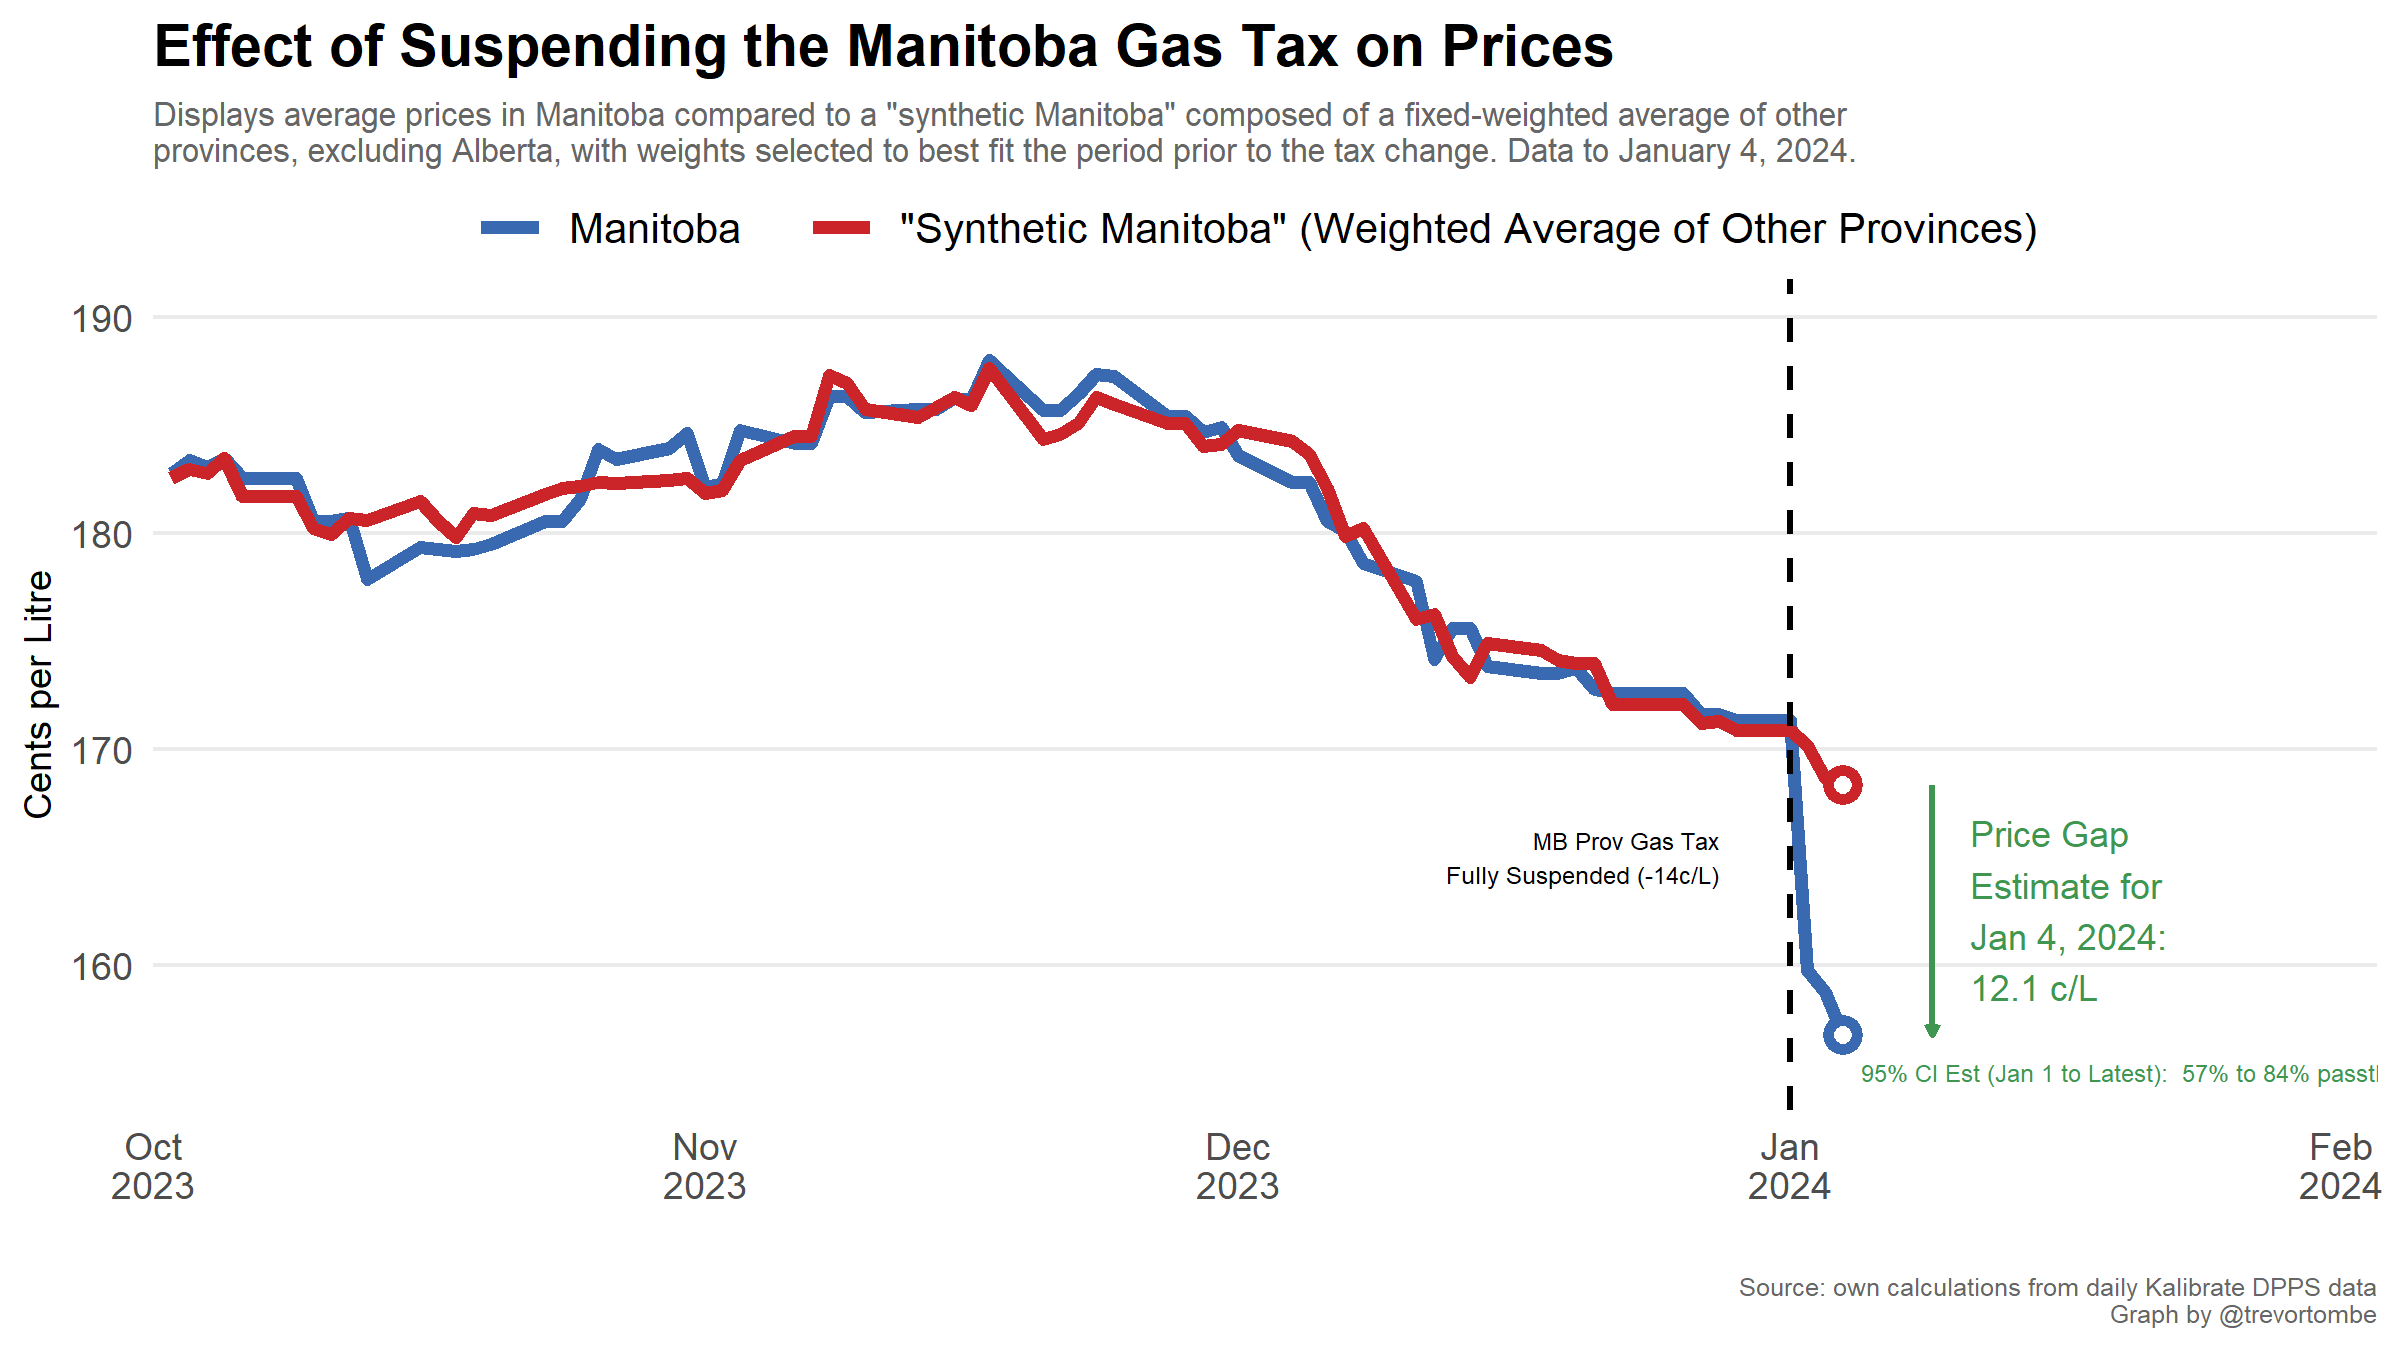 Effect of Suspending the Manitoba Gas Tax on Prices
Displays average prices in Manitoba compared to a "synthetic Manitoba" composed of a fixed-weighted average of other
provinces, excluding Alberta, with weights selected to best fit the period prior to the tax change. Data to January 4, 2024.
Manitoba
"Synthetic Manitoba" (Weighted Average of Other Provinces)
190
180
170
160
Cents per Litre
MB Prov Gas Tax
Fully Suspended (-14c/L)
Price Gap
Estimate for
Jan 4, 2024:
12.1 c/L
95% CI Est (Jan 1 to Latest): 57% to 84%
Oct
2023
Nov
2023
Dec
2023
Jan
2024
Feb
2024
Source: own calculations from daily Kalibrate DPPS data
Graph by @trevortombe